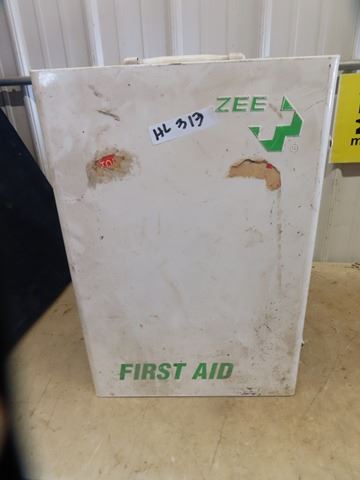 ZEE
HL 313
FIRST AID